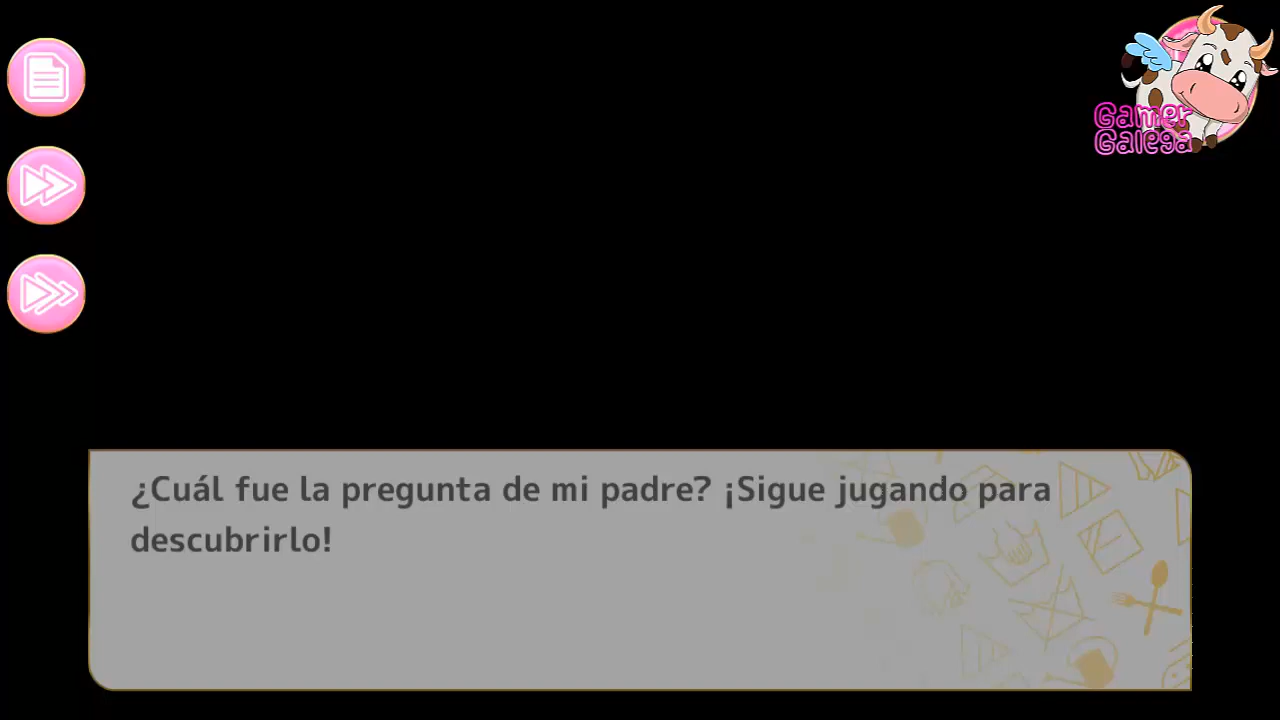 Gamer
Galega
¿Cuál fue la pregunta de mi padre? ¡Sigue jugando para
descubrirlo!